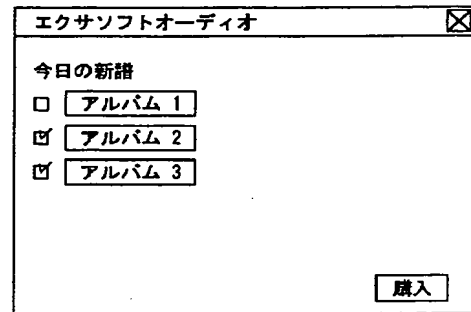 エクサソフトオーディオ
今日の新譜
アルバム 1
アルバム 2
アルバム 3
購入